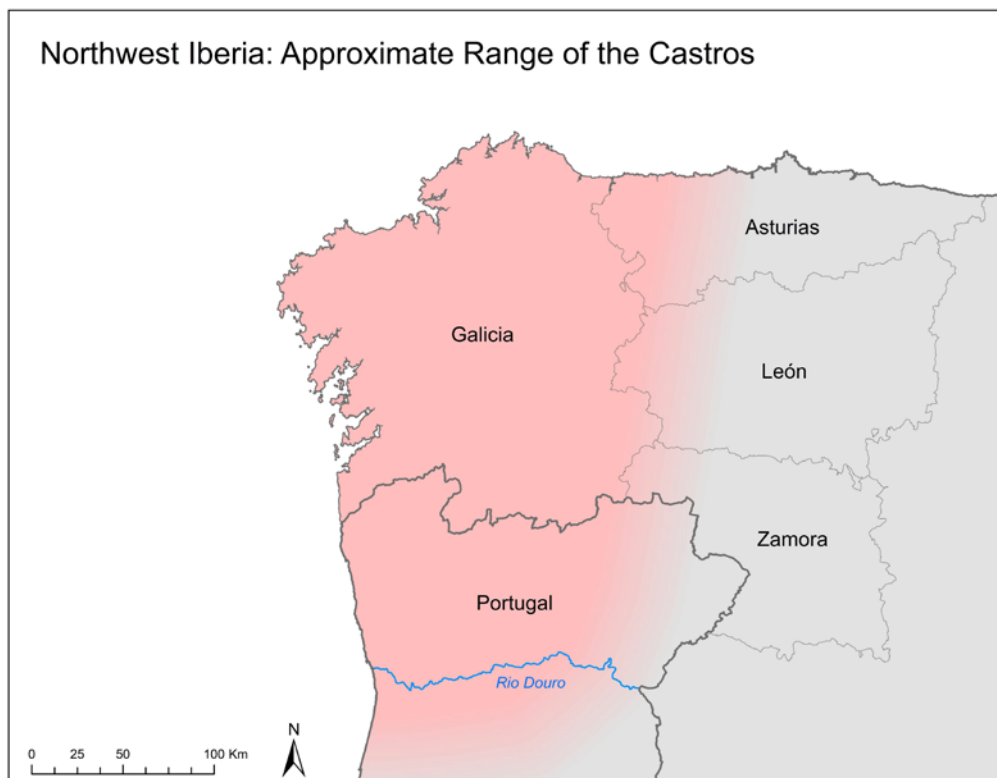 Northwest Iberia: Approximate Range of the Castros
Asturias
Galicia
León
Zamora
Portugal
Rio Douro
N
0 25 50 100 Km